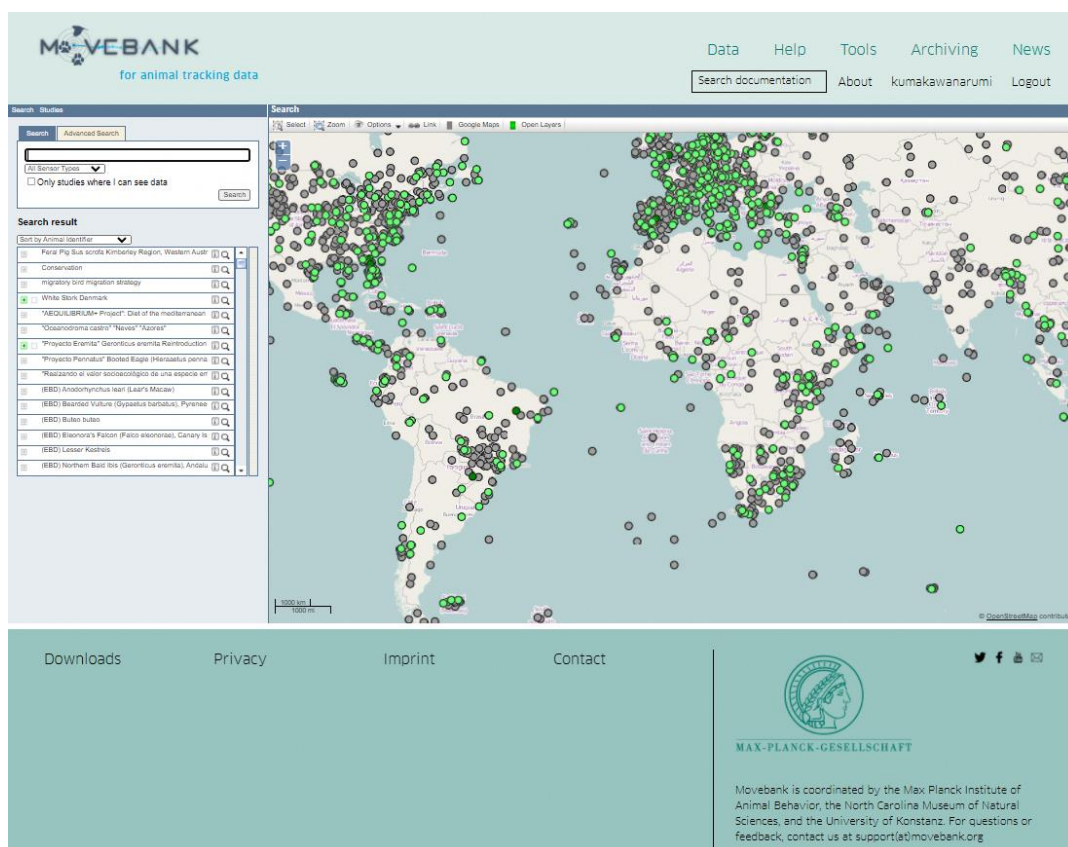 MOVEBANK
for animal tracking data
Data Help Tools Archiving News
Search documentation About kumakawanarumi Logout
Search Studies
Search
Search Advanced Search
Select Zoom Options Link Google Maps Open Layers
All Sensor Types
Only studies where I can see data
Search
Search result
Sort by Animal Identifier
Feral Pig Sus scrofa Kimberley Region, Western Austr
Conservation
migratory bird migration strategy
White Stork Denmark
"AEQUILIBRIUM+ Project". Diet of the mediterranean
"Oceanodroma castro" "Neves" "Azores"
"Proyecto Eremita" Geronticus eremita Reintroduction
"Proyecto Pennatus" Booted Eagle (Hieraaetus penna
"Realzando el valor socioecológico de una especie em
(EBD) Anodorhynchus leari (Lear's Macaw)
(EBD) Bearded Vulture (Gypaetus barbatus), Pyrenee
(EBD) Buteo buteo
(EBD) Eleonora's Falcon (Falco eleonorae), Canary Is
(EBD) Lesser Kestrels
(EBD) Northern Bald Ibis (Geronticus eremita), Andalu
Bermuda
Angola
1000 km
1000 mi
© OpenStreetMap contribut
Downloads Privacy Imprint Contact
MAX-PLANCK-GESELLSCHAFT
Movebank is coordinated by the Max Planck Institute of
Animal Behavior, the North Carolina Museum of Natural
Sciences, and the University of Konstanz. For questions or
feedback, contact us at support(at)movebank.org